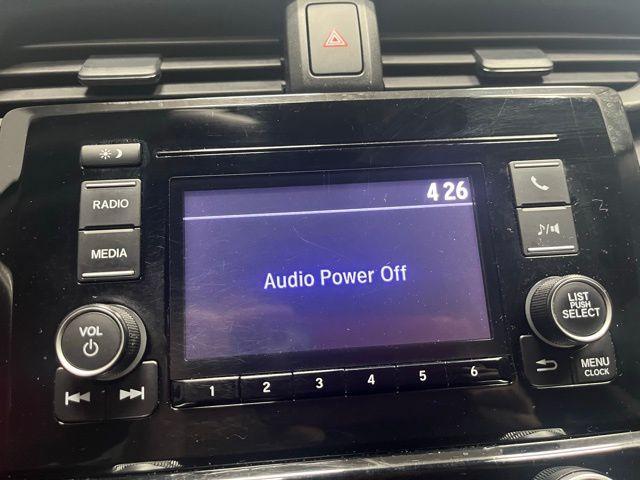 4 26
RADIO
Audio Power Off
MEDIA
VOL
LIST
PUSH
SELECT
1 2 3 4 5 6
MENU
CLOCK